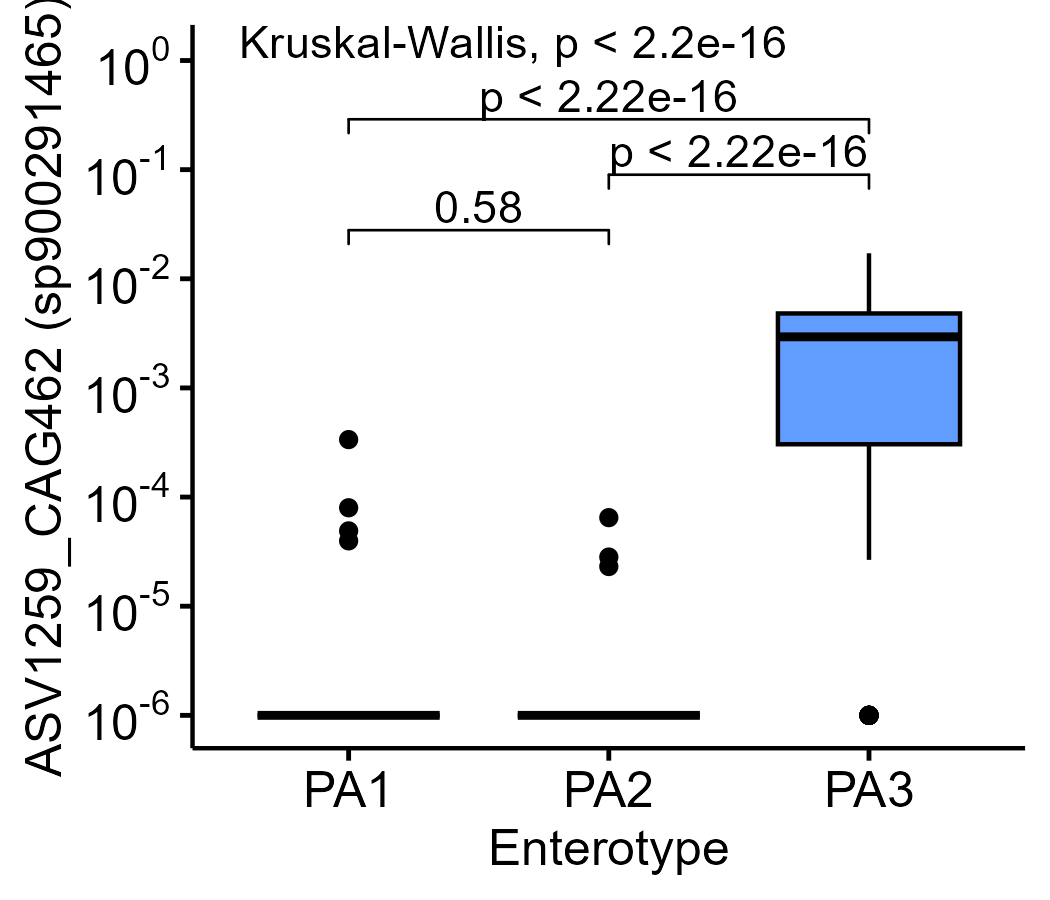 ASV1259_CAG462 (sp900291465)
Kruskal-Wallis, p < 2.2e-16
p < 2.22e-16
p < 2.22e-16
0.58
10^0
10^-1
10^-2
10^-3
10^-4
10^-5
10^-6
PA1 PA2 PA3
Enterotype